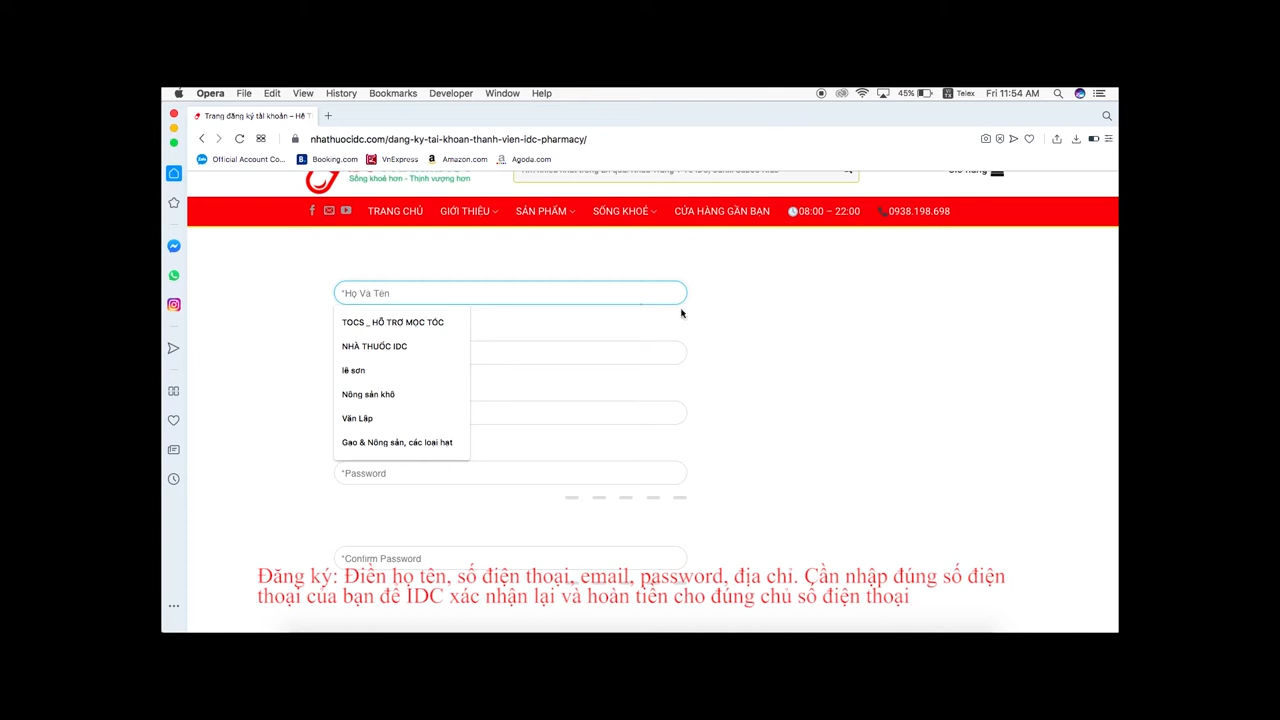 Opera File Edit View History Bookmarks Developer Window Help 45% Telex Fri 11:54 AM
Trang đăng ký tài khoản – Hệ T
nhathuocidc.com/dang-ky-tai-khoan-thanh-vien-idc-pharmacy/
Official Account Co... Booking.com VnExpress Amazon.com Agoda.com
Sống khoẻ hơn - Thịnh vượng hơn
TRANG CHỦ GIỚI THIỆU SẢN PHẨM SỐNG KHOẺ CỬA HÀNG GẦN BẠN 08:00 – 22:00 0938.198.698
*Họ Và Tên
TOCS _ HỖ TRỢ MỌC TÓC
NHÀ THUỐC IDC
lê sơn
Nông sản khô
Văn Lập
Gạo & Nông sản, các loại hạt
*Password
*Confirm Password
Đăng ký: Điền họ tên, số điện thoại, email, password, địa chỉ. Cần nhập đúng số điện
thoại của bạn để IDC xác nhận lại và hoàn tiền cho đúng chủ số điện thoại